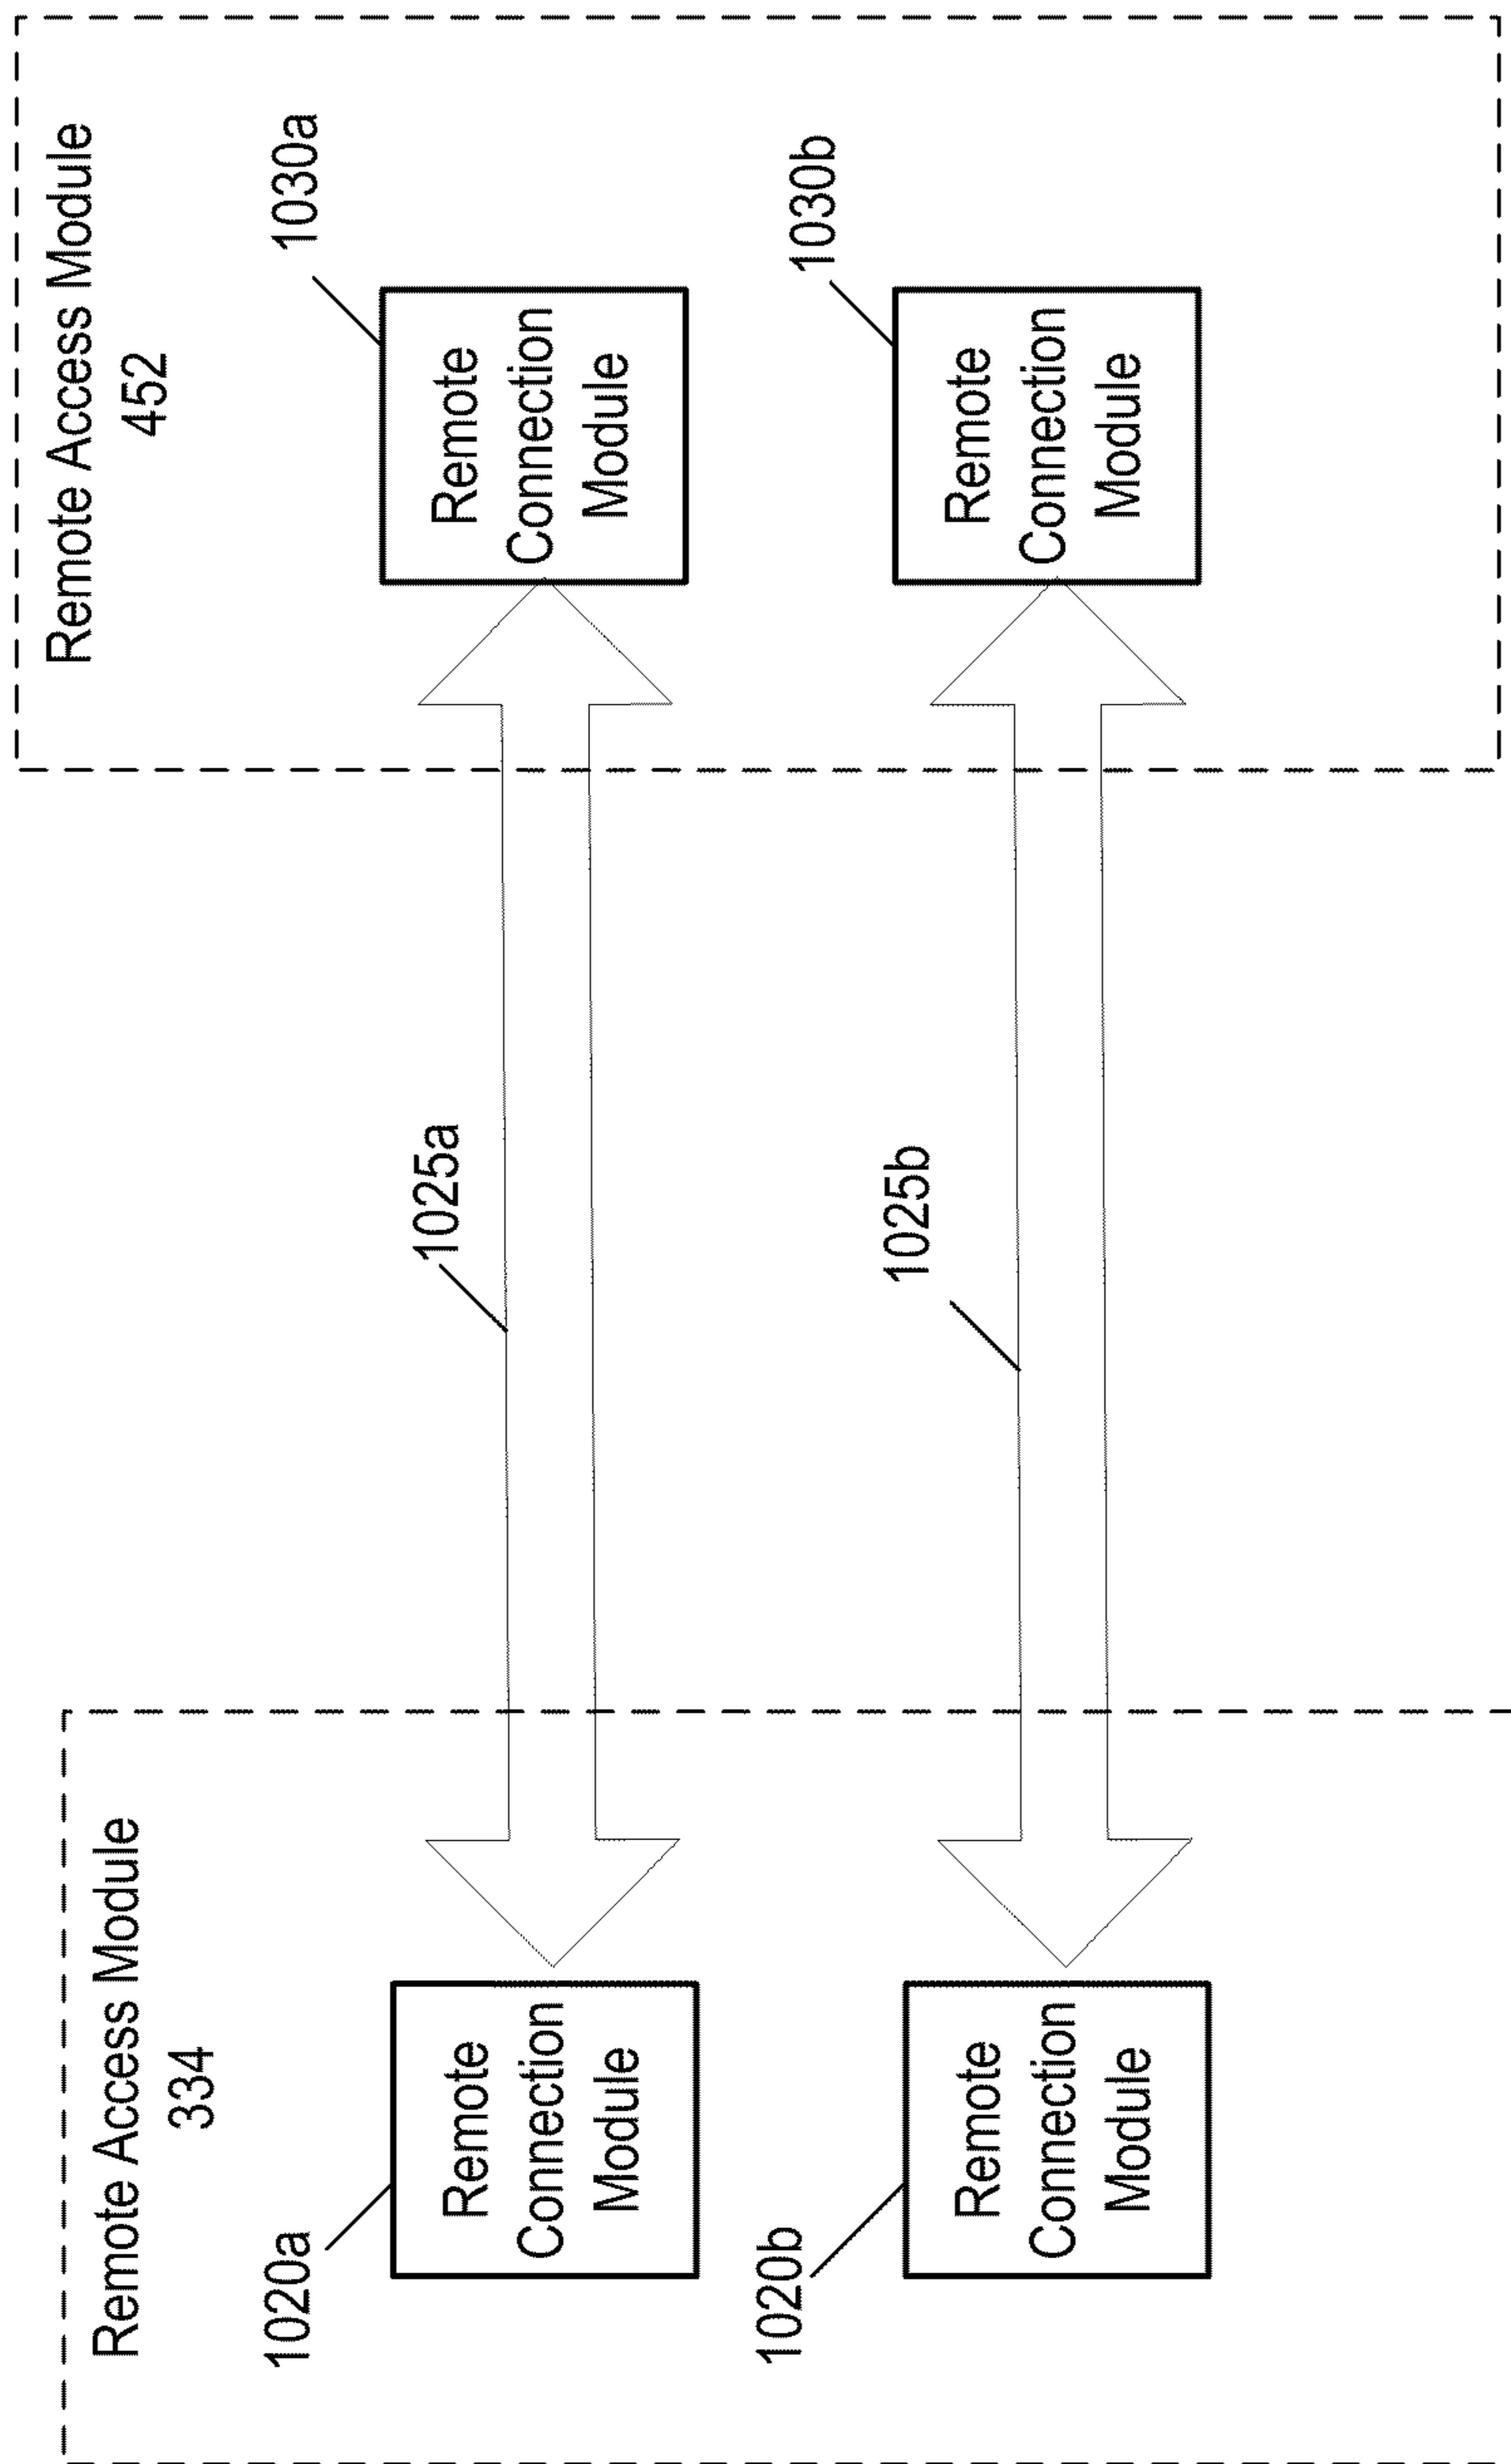 Remote Access Module
334
1020a
Remote
Connection
Module
1020b
Remote
Connection
Module
1025a
1025b
Remote Access Module
452
1030a
Remote
Connection
Module
1030b
Remote
Connection
Module